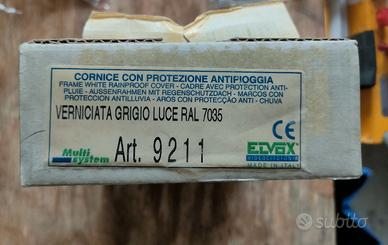 CORNICE CON PROTEZIONE ANTIPIOGGIA
FRAME WHITE RAINPROOF COVER - CADRE AVEC PROTECTION ANTI-
PLUIE - AUSSENRAHMEN MIT REGENSCHUTZDACH - MARCOS CON
PROTECCION ANTILLUVIA - AROS COM PROTECÇÃO ANTI - CHUVA
VERNICIATA GRIGIO LUCE RAL 7035
CE
Multi
system
Art. 9211
ELVOX
VIDEOCITOFONIA
MADE IN ITALY
subito